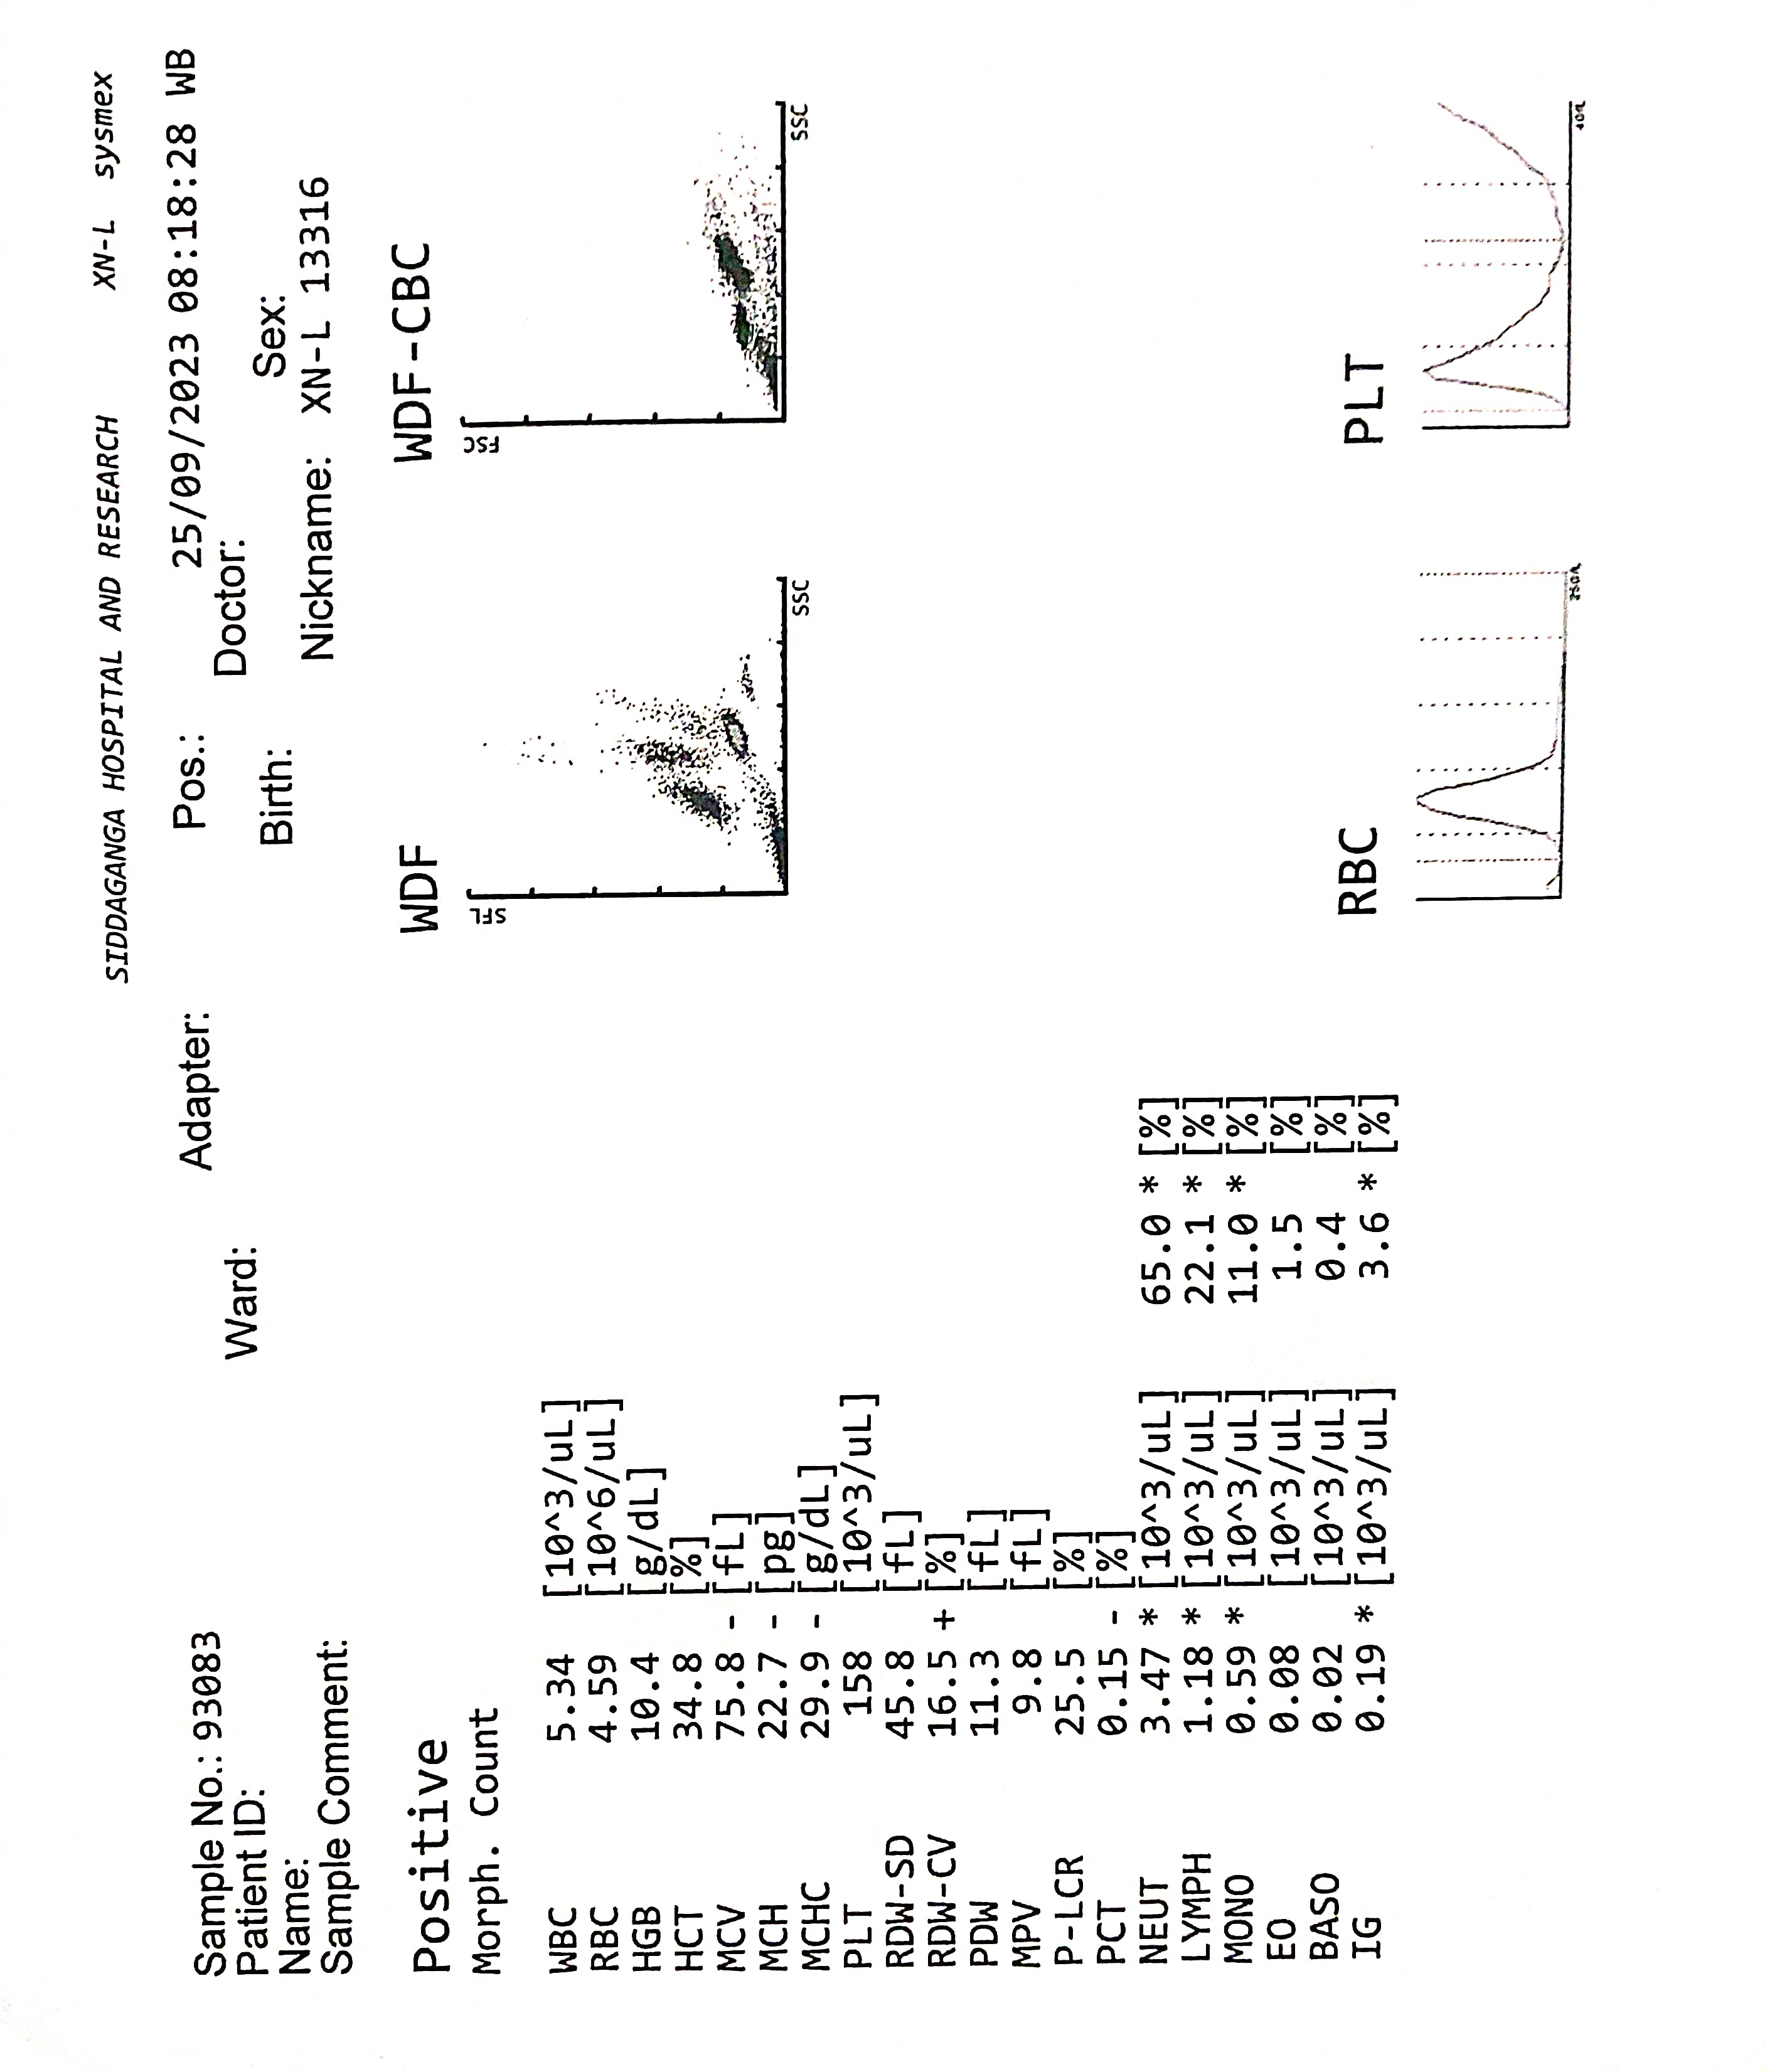 SIDDAGANGA HOSPITAL AND RESEARCH XN-L sysmex
Sample No.: 93083 Adapter: Pos.: 25/09/2023 08:18:28 WB
Patient ID: Ward: Doctor:
Name: Birth: Sex:
Sample Comment: Nickname: XN-L 13316
Positive
Morph. Count
WDF
WDF-CBC
SFL
SSC
FSC
SSC
WBC 5.34 [10^3/uL]
RBC 4.59 [10^6/uL]
HGB 10.4 [g/dL]
HCT 34.8 [%]
MCV 75.8 - [fL]
MCH 22.7 - [pg]
MCHC 29.9 - [g/dL]
PLT 158 [10^3/uL]
RDW-SD 45.8 [fL]
RDW-CV 16.5 + [%]
PDW 11.3 [fL]
MPV 9.8 [fL]
P-LCR 25.5 [%]
PCT 0.15 - [%]
NEUT 3.47 * [10^3/uL] 65.0 * [%]
LYMPH 1.18 * [10^3/uL] 22.1 * [%]
MONO 0.59 * [10^3/uL] 11.0 * [%]
EO 0.08 [10^3/uL] 1.5 [%]
BASO 0.02 [10^3/uL] 0.4 [%]
IG 0.19 * [10^3/uL] 3.6 * [%]
RBC
PLT